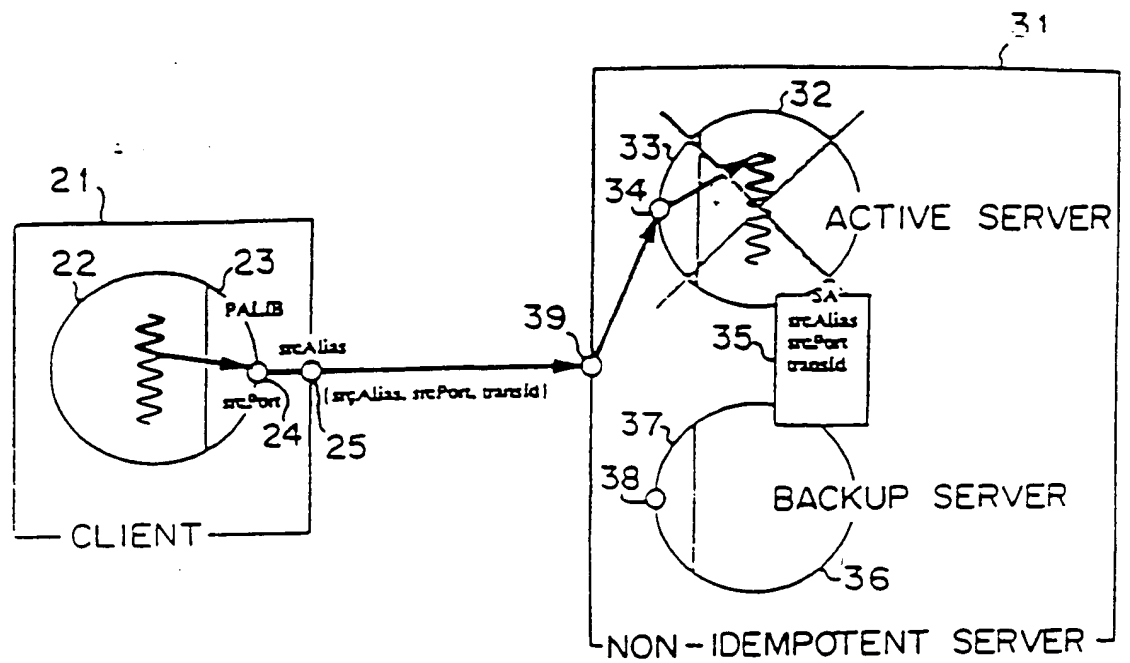 31
32
33
34
ACTIVE SERVER
21
22
23
PALIB
srcAlias
srcPort
24
25
(srcAlias, srcPort, transId)
39
SA
srcAlias
srcPort
transId
35
37
38
BACKUP SERVER
36
CLIENT
NON-IDEMPOTENT SERVER